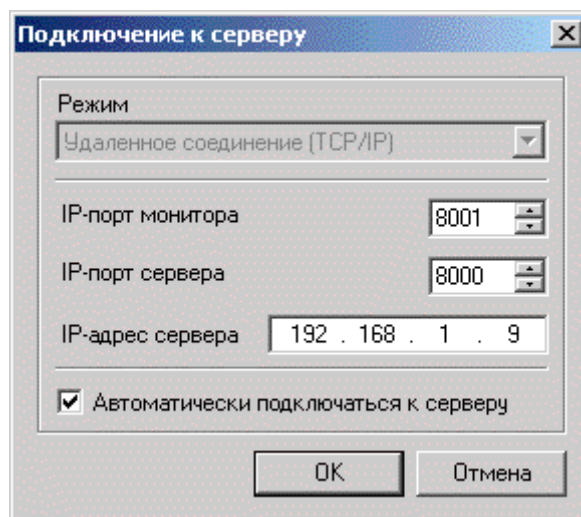 Подключение к серверу
Режим
Удаленное соединение (TCP/IP)
IP-порт монитора 8001
IP-порт сервера 8000
IP-адрес сервера 192 . 168 . 1 . 9
Автоматически подключаться к серверу
OK Отмена